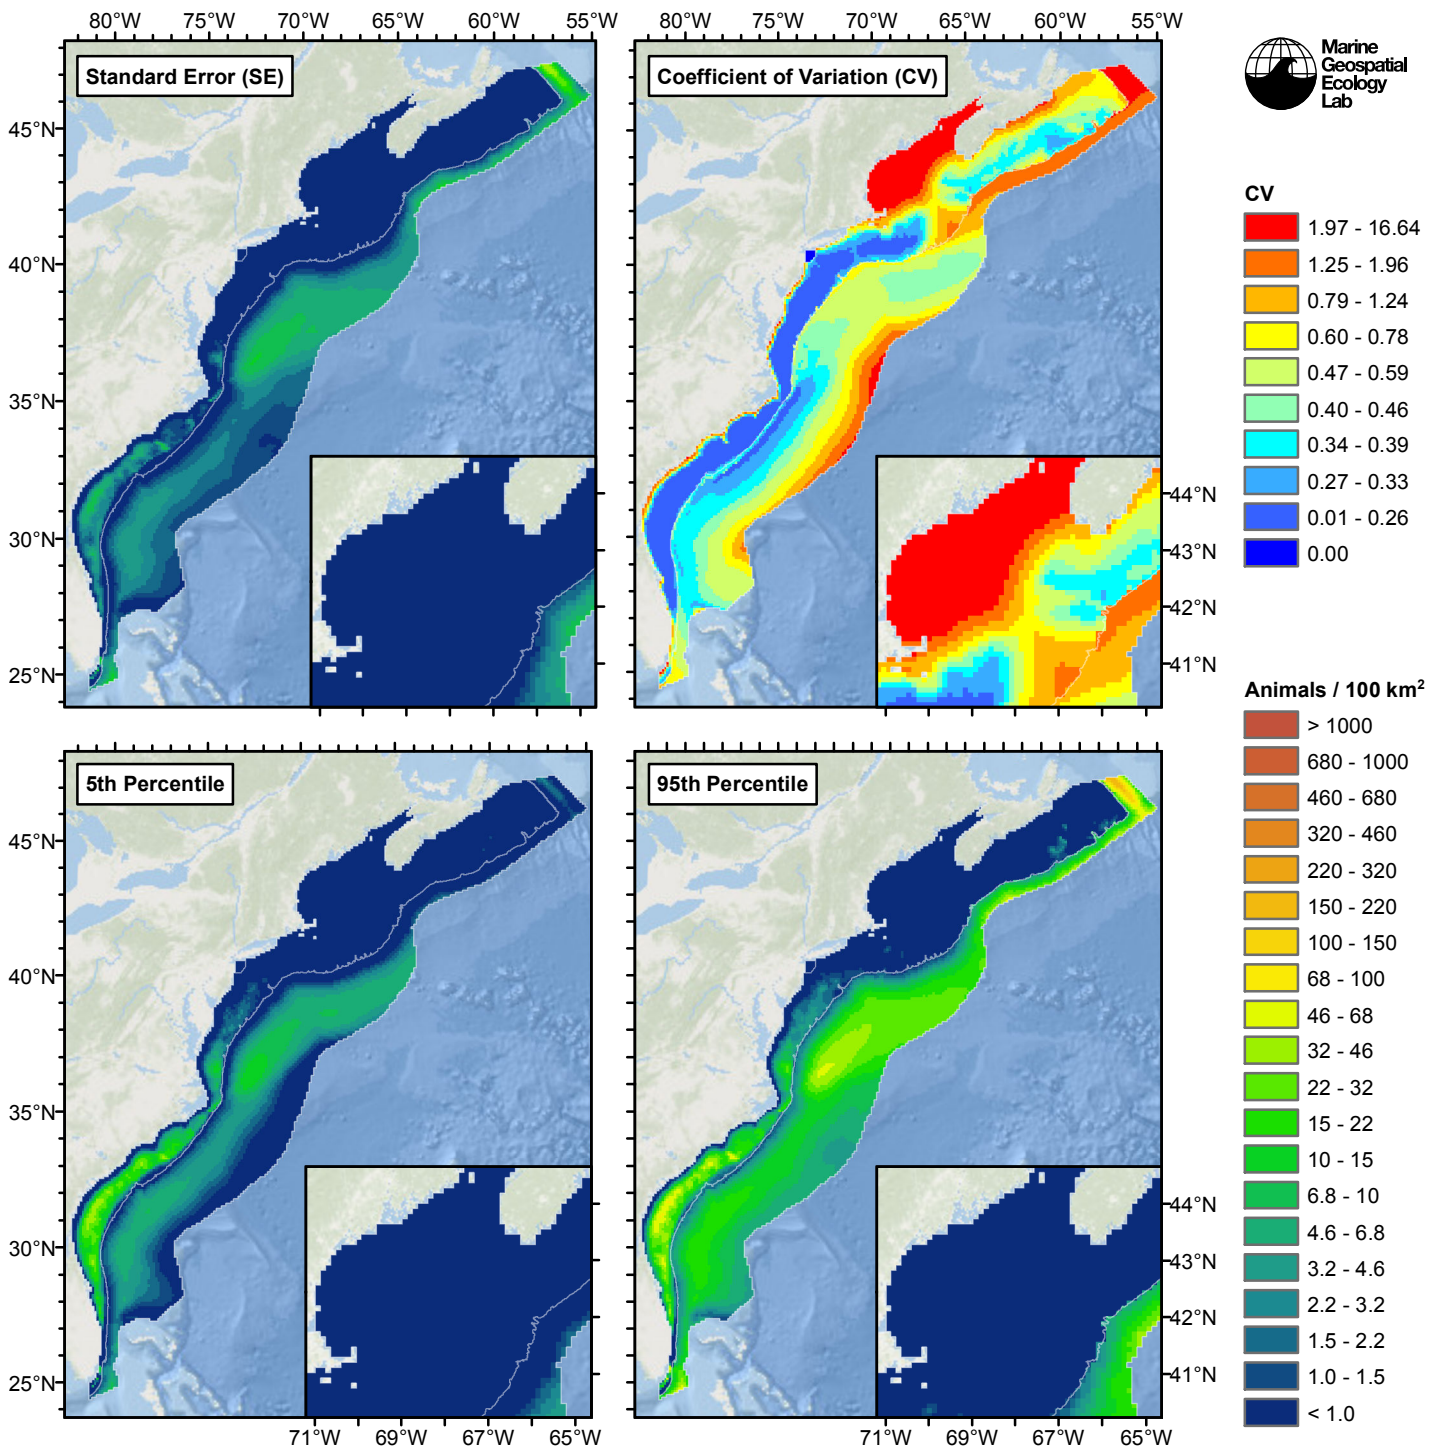 80°W 75°W 70°W 65°W 60°W 55°W
80°W 75°W 70°W 65°W 60°W 55°W
Standard Error (SE)
Coefficient of Variation (CV)
Marine
Geospatial
Ecology
Lab
45°N
40°N
35°N
30°N
25°N
44°N
43°N
42°N
41°N
CV
1.97 - 16.64
1.25 - 1.96
0.79 - 1.24
0.60 - 0.78
0.47 - 0.59
0.40 - 0.46
0.34 - 0.39
0.27 - 0.33
0.01 - 0.26
0.00
5th Percentile
95th Percentile
45°N
40°N
35°N
30°N
25°N
44°N
43°N
42°N
41°N
71°W 69°W 67°W 65°W
71°W 69°W 67°W 65°W
Animals / 100 km²
> 1000
680 - 1000
460 - 680
320 - 460
220 - 320
150 - 220
100 - 150
68 - 100
46 - 68
32 - 46
22 - 32
15 - 22
10 - 15
6.8 - 10
4.6 - 6.8
3.2 - 4.6
2.2 - 3.2
1.5 - 2.2
1.0 - 1.5
< 1.0